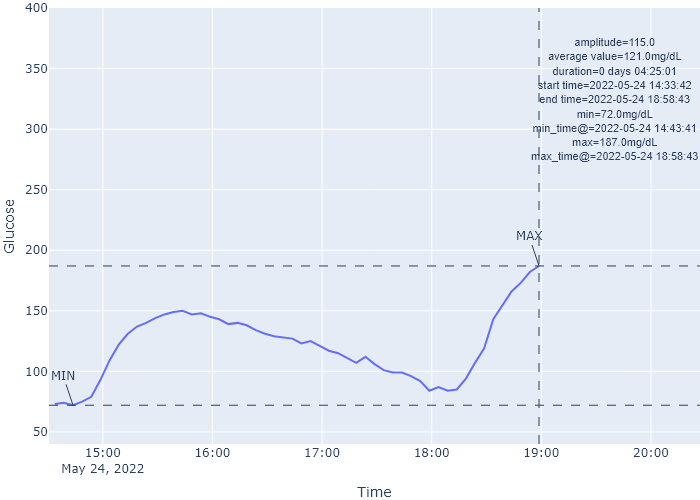 400
350
300
250
200
150
100
50
Glucose
amplitude=115.0
average value=121.0mg/dL
duration=0 days 04:25:01
start time=2022-05-24 14:33:42
end time=2022-05-24 18:58:43
min=72.0mg/dL
min_time@=2022-05-24 14:43:41
max=187.0mg/dL
max_time@=2022-05-24 18:58:43
MAX
MIN
15:00 16:00 17:00 18:00 19:00 20:00
May 24, 2022
Time